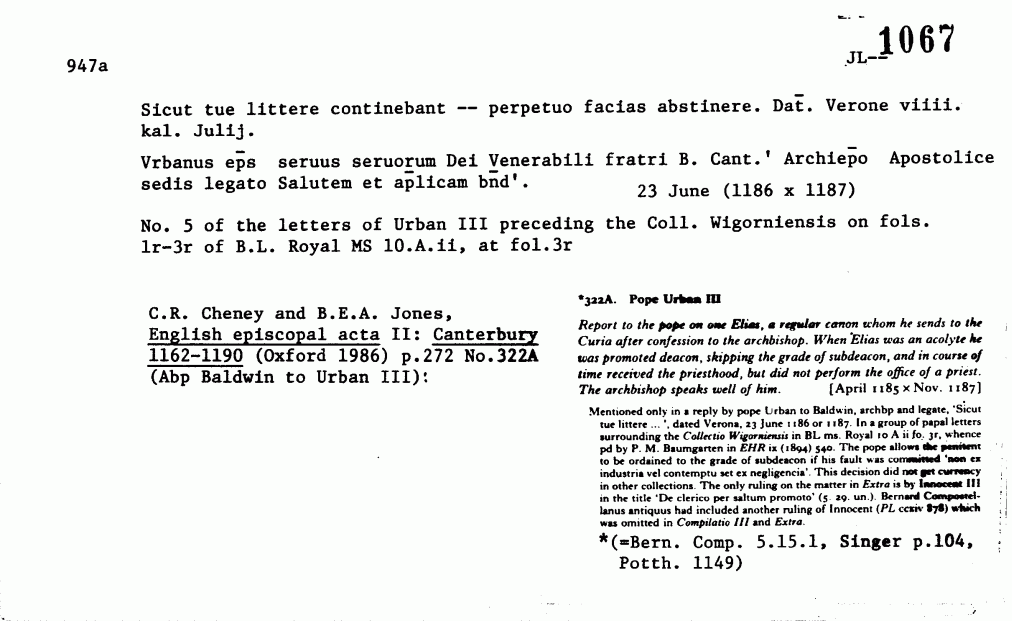 1067
JL--
947a
Sicut tue littere continebant -- perpetuo facias abstinere. Dat̄. Verone viiii.
kal. Julij.
Vrbanus ep̄s seruus seruorum Dei Venerabili fratri B. Cant.' Archiep̄o Apostolice
sedis legato Salutem et ap̄licam bn̄d'.
23 June (1186 x 1187)
No. 5 of the letters of Urban III preceding the Coll. Wigorniensis on fols.
1r-3r of B.L. Royal MS 10.A.ii, at fol.3r
C.R. Cheney and B.E.A. Jones,
English episcopal acta II: Canterbury
1162-1190 (Oxford 1986) p.272 No.322A
(Abp Baldwin to Urban III):
*322A. Pope Urban III
Report to the pope on one Elias, a regular canon whom he sends to the
Curia after confession to the archbishop. When Elias was an acolyte he
was promoted deacon, skipping the grade of subdeacon, and in course of
time received the priesthood, but did not perform the office of a priest.
The archbishop speaks well of him. [April 1185 × Nov. 1187]
Mentioned only in a reply by pope Urban to Baldwin, archbp and legate, 'Sicut
tue littere ... ', dated Verona, 23 June 1186 or 1187. In a group of papal letters
surrounding the Collectio Wigorniensis in BL ms. Royal 10 A ii fo. 3r, whence
pd by P. M. Baumgarten in EHR ix (1894) 540. The pope allows the penitent
to be ordained to the grade of subdeacon if his fault was committed 'non ex
industria vel contemptu set ex negligencia'. This decision did not get currency
in other collections. The only ruling on the matter in Extra is by Innocent III
in the title 'De clerico per saltum promoto' (5. 29. un.). Bernard Compostel-
lanus antiquus had included another ruling of Innocent (PL ccxiv 878) which
was omitted in Compilatio III and Extra.
*(=Bern. Comp. 5.15.1, Singer p.104,
Potth. 1149)